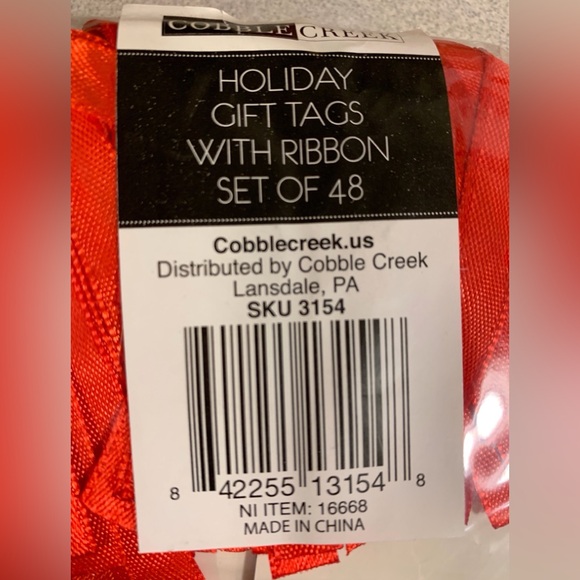 COBBLE CREEK
HOLIDAY
GIFT TAGS
WITH RIBBON
SET OF 48
Cobblecreek.us
Distributed by Cobble Creek
Lansdale, PA
SKU 3154
8 42255 13154 8
NI ITEM: 16668
MADE IN CHINA